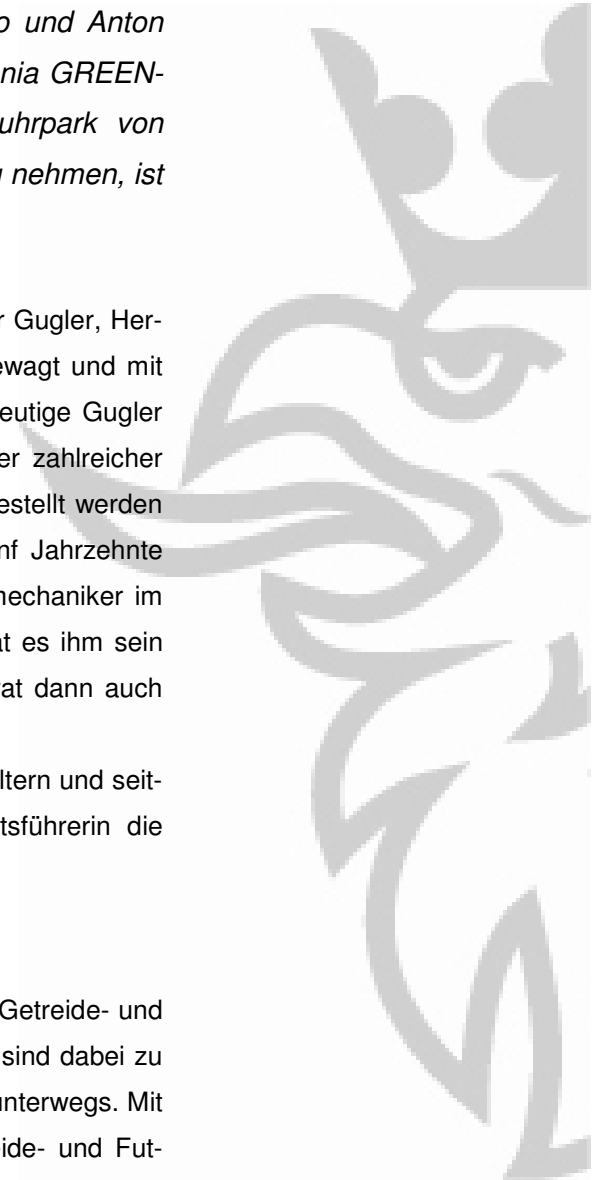 o und Anton
nia GREEN-
uhrpark von
u nehmen, ist
r Gugler, Her-
ewagt und mit
eutige Gugler
er zahlreicher
estellt werden
nf Jahrzehnte
mechaniker im
at es ihm sein
rat dann auch
ltern und seit-
tsführerin die
Getreide- und
sind dabei zu
unterwegs. Mit
eide- und Fut-